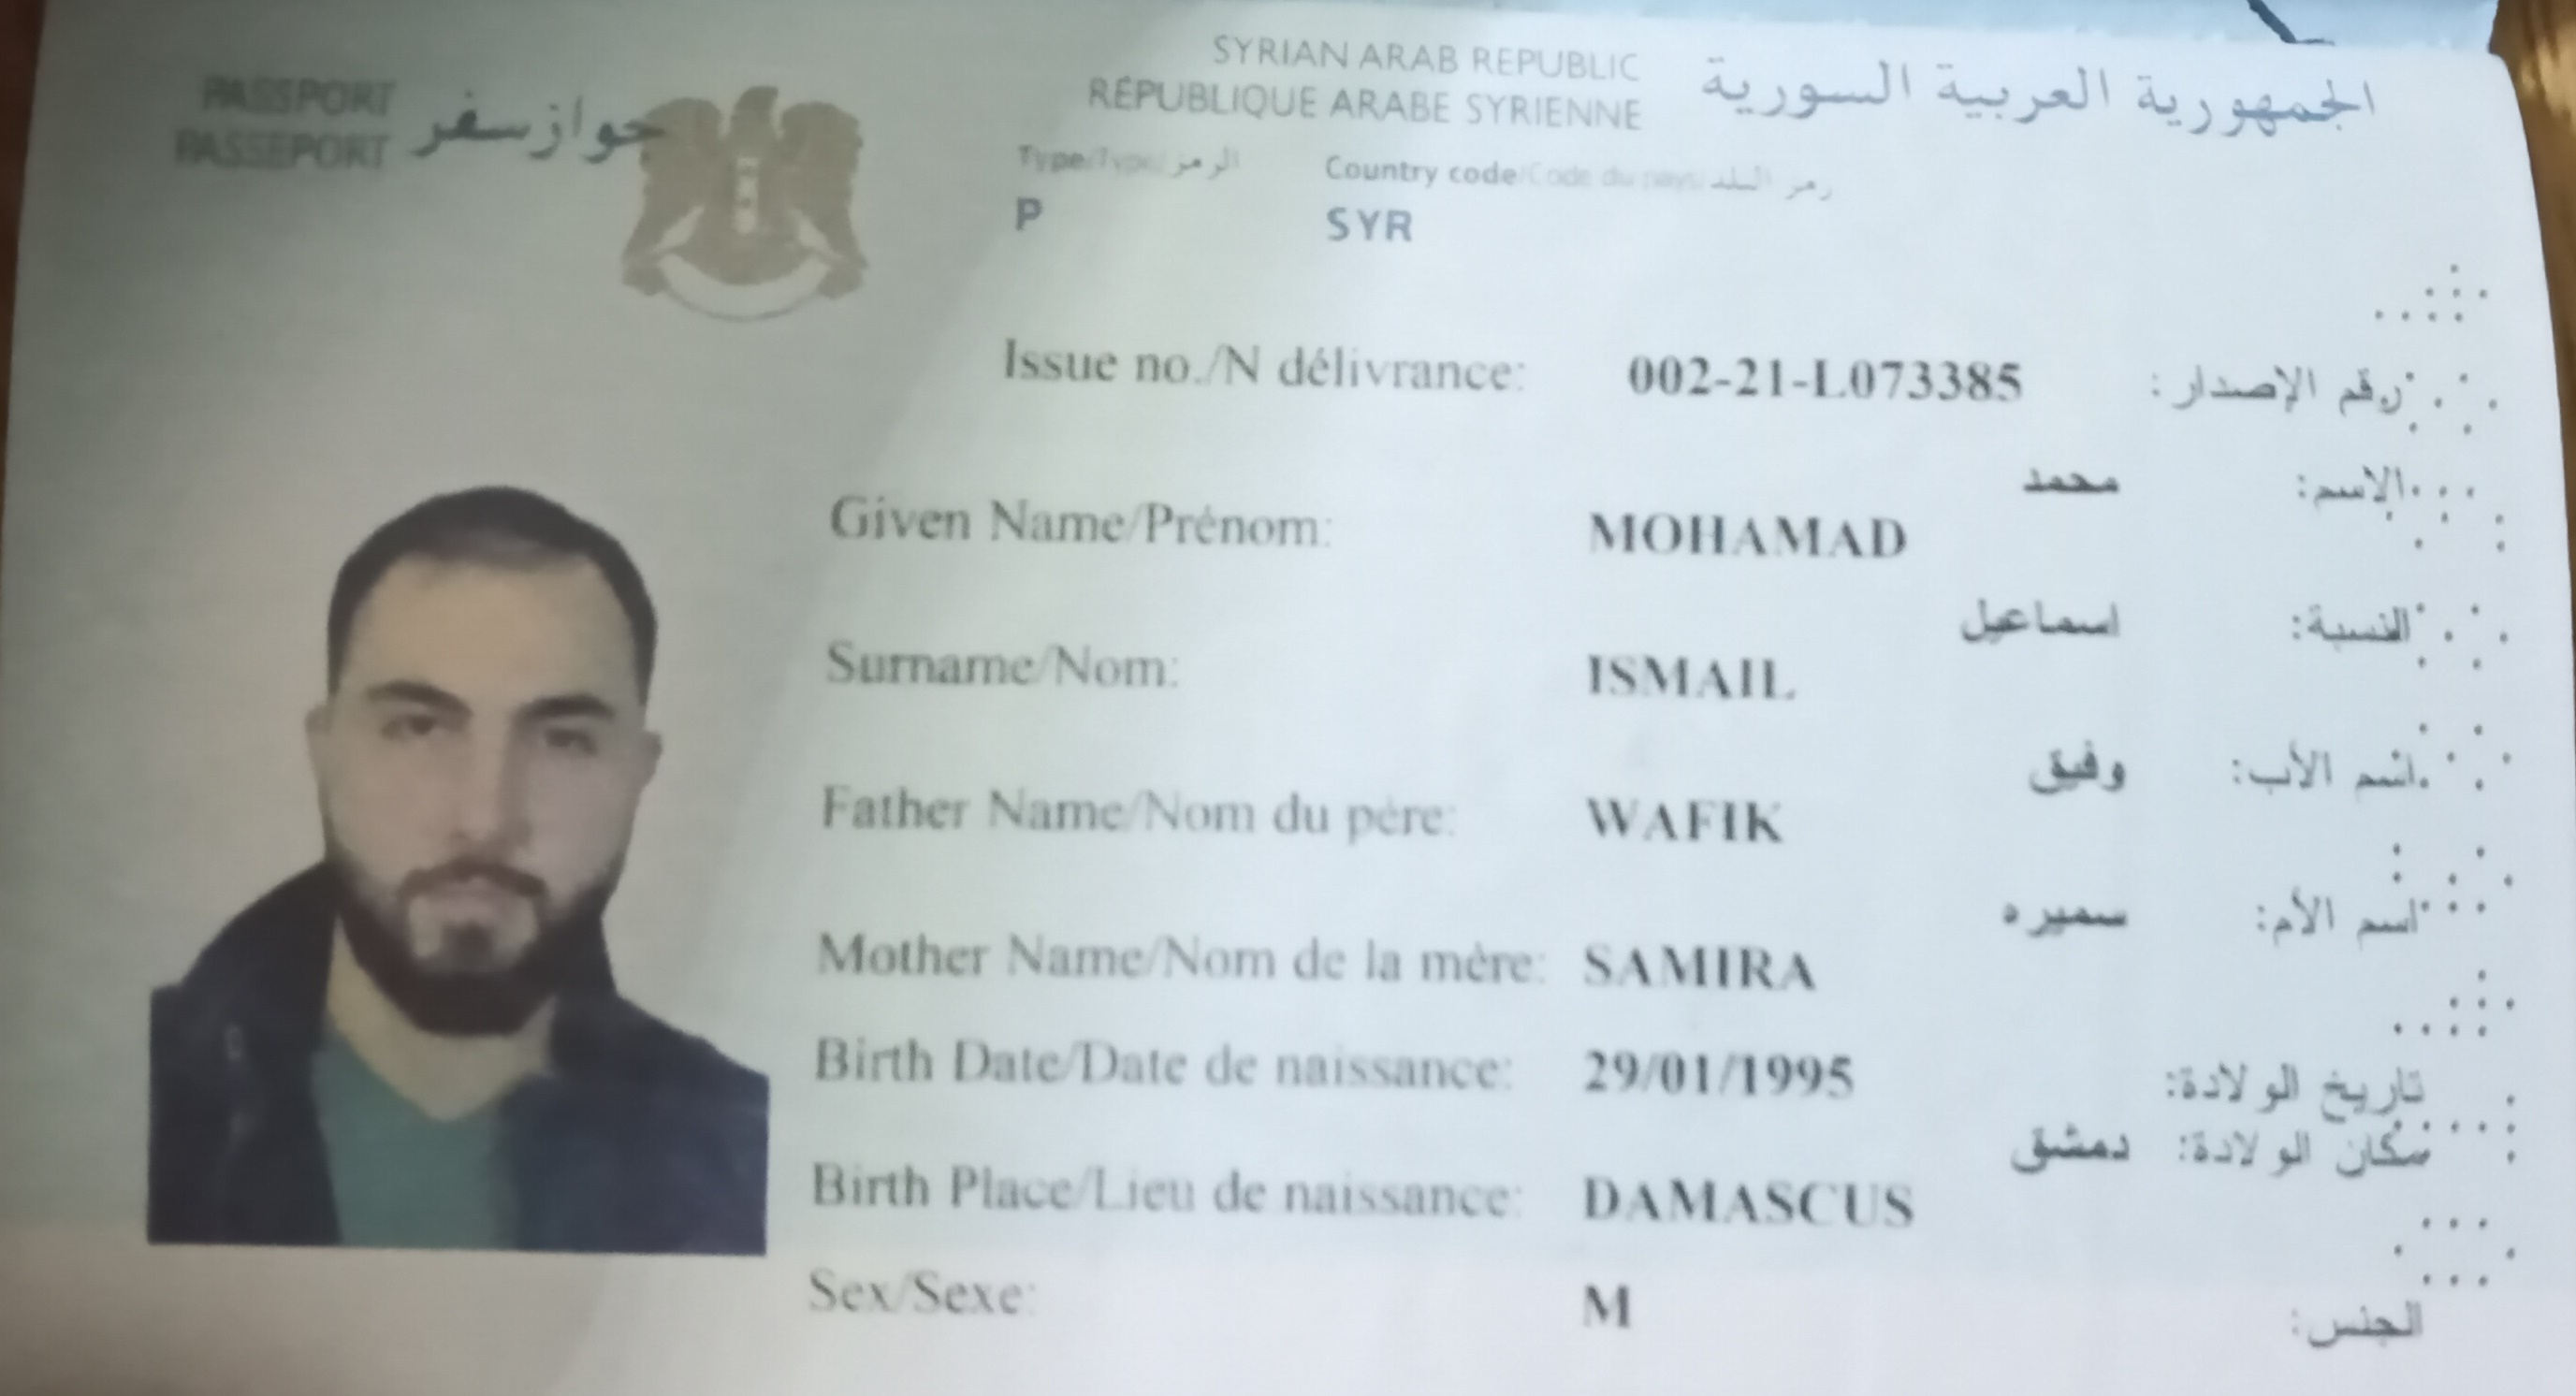 PASSPORT
PASSEPORT
جواز سفر
SYRIAN ARAB REPUBLIC
RÉPUBLIQUE ARABE SYRIENNE
الجمهورية العربية السورية
Type/Type/الرمز Country code/Code du pays/رمز البلد
P SYR
Issue no./N délivrance: 002-21-L073385 رقم الإصدار:
محمد الإسم:
Given Name/Prénom: MOHAMAD
اسماعيل النسبة:
Surname/Nom: ISMAIL
وفيق اسم الأب:
Father Name/Nom du père: WAFIK
سميره اسم الأم:
Mother Name/Nom de la mère: SAMIRA
Birth Date/Date de naissance: 29/01/1995 تاريخ الولادة:
دمشق مكان الولادة:
Birth Place/Lieu de naissance: DAMASCUS
Sex/Sexe: M الجنس: